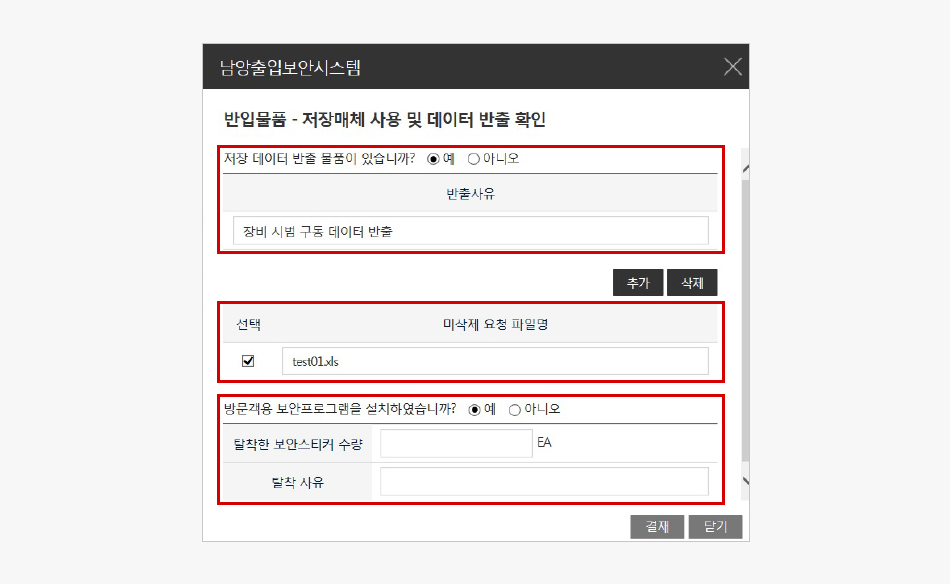 남양출입보안시스템
반입물품 - 저장매체 사용 및 데이터 반출 확인
저장 데이터 반출 물품이 있습니까? 예 아니오
반출사유
장비 시범 구동 데이터 반출
추가 삭제
선택 미삭제 요청 파일명
test01.xls
방문객용 보안프로그램을 설치하였습니까? 예 아니오
탈착한 보안스티커 수량 EA
탈착 사유
결재 닫기